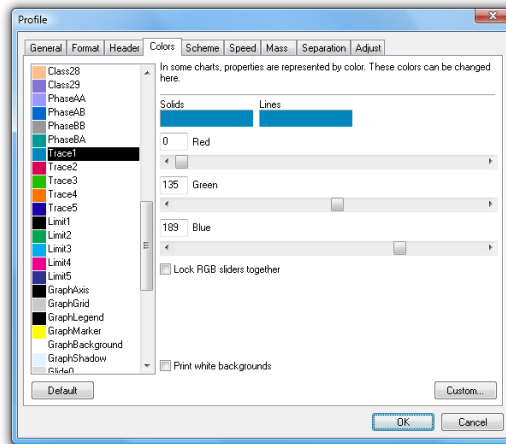 Profile
General Format Header Colors Scheme Speed Mass Separation Adjust
Class28
Class29
PhaseAA
PhaseAB
PhaseBB
PhaseBA
Trace1
Trace2
Trace3
Trace4
Trace5
Limit1
Limit2
Limit3
Limit4
Limit5
GraphAxis
GraphGrid
GraphLegend
GraphMarker
GraphBackground
GraphShadow
Glide0
In some charts, properties are represented by color. These colors can be changed
here.
Solids Lines
0 Red
135 Green
189 Blue
Lock RGB sliders together
Print white backgrounds
Default Custom...
OK Cancel